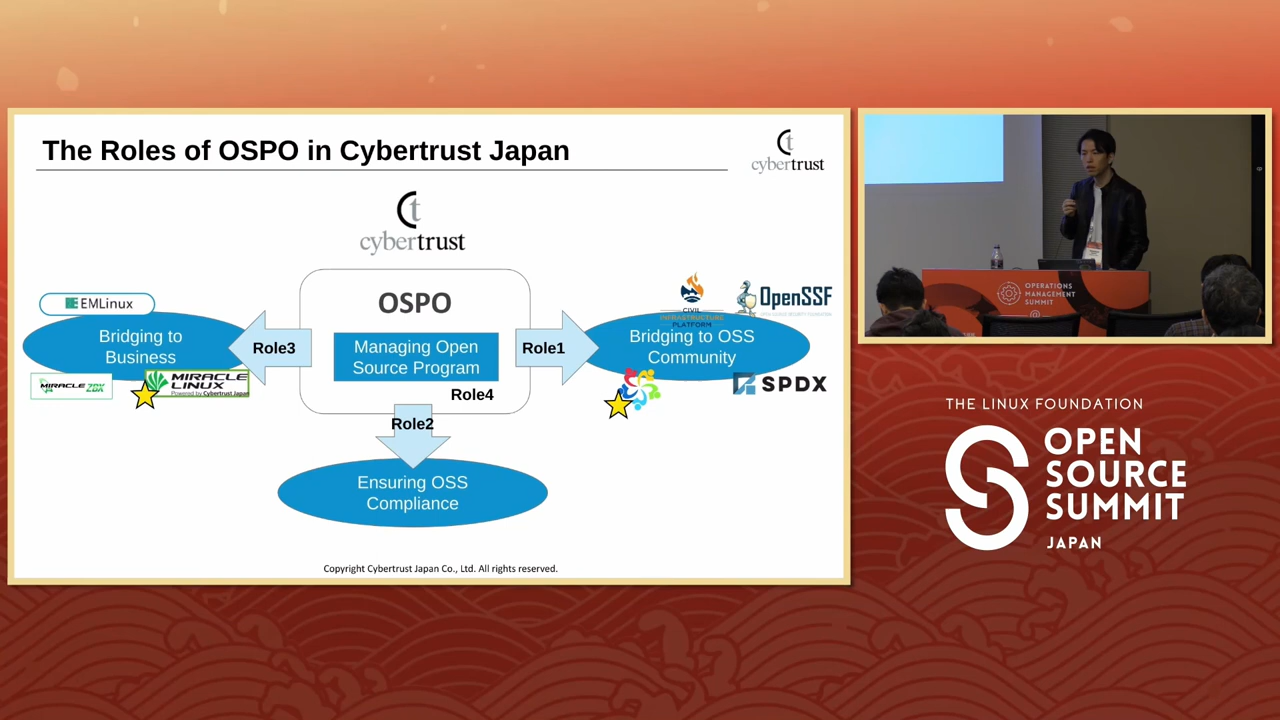 The Roles of OSPO in Cybertrust Japan
cybertrust
cybertrust
OSPO
Managing Open
Source Program
Role4
Role3
Role1
Role2
EMLinux
Bridging to
Business
MIRACLE ZBX
MIRACLE
LINUX
Powered by Cybertrust Japan
CIVIL
INFRASTRUCTURE
PLATFORM
OpenSSF
Bridging to OSS
Community
SPDX
Ensuring OSS
Compliance
Copyright Cybertrust Japan Co., Ltd. All rights reserved.
OPERATIONS
MANAGEMENT
SUMMIT
THE LINUX FOUNDATION
OPEN
SOURCE
SUMMIT
JAPAN